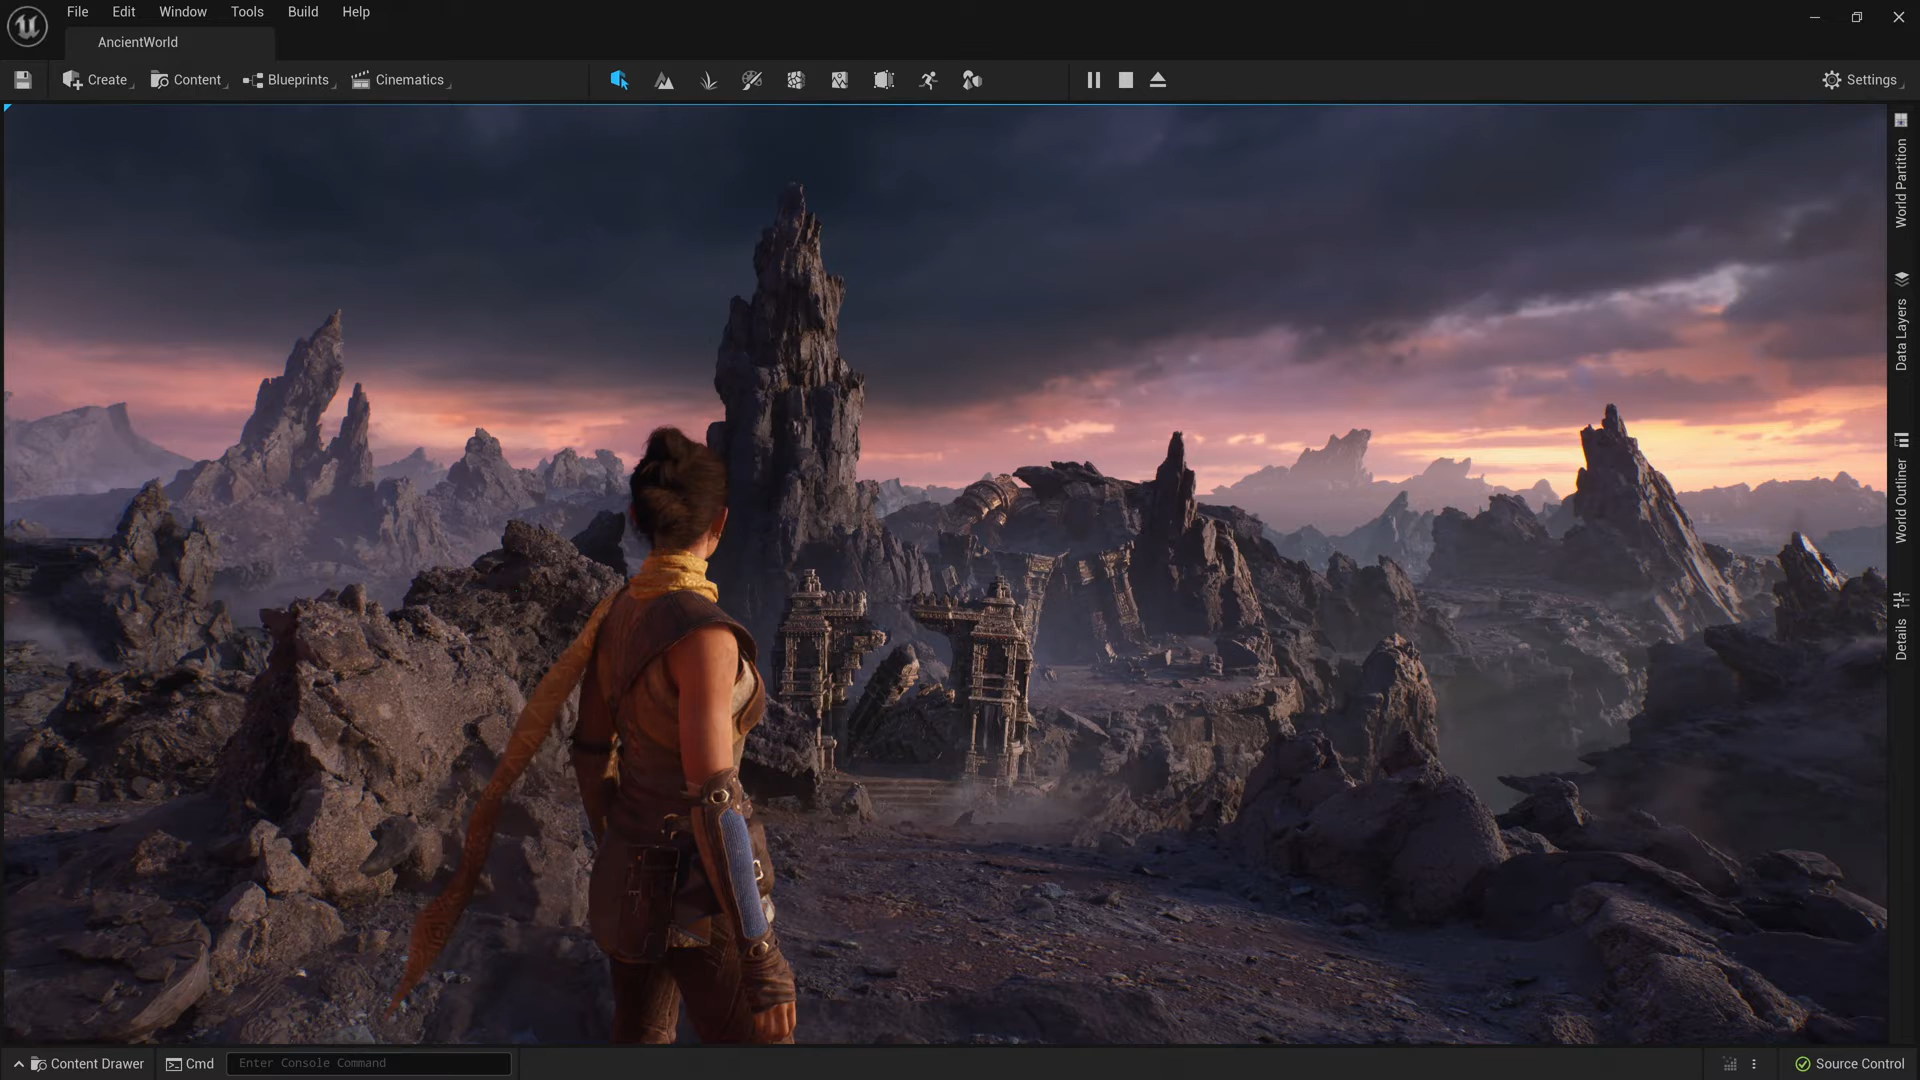 File Edit Window Tools Build Help
AncientWorld
Create Content Blueprints Cinematics Settings
World Partition
Data Layers
World Outliner
Details
Content Drawer Cmd Enter Console Command Source Control